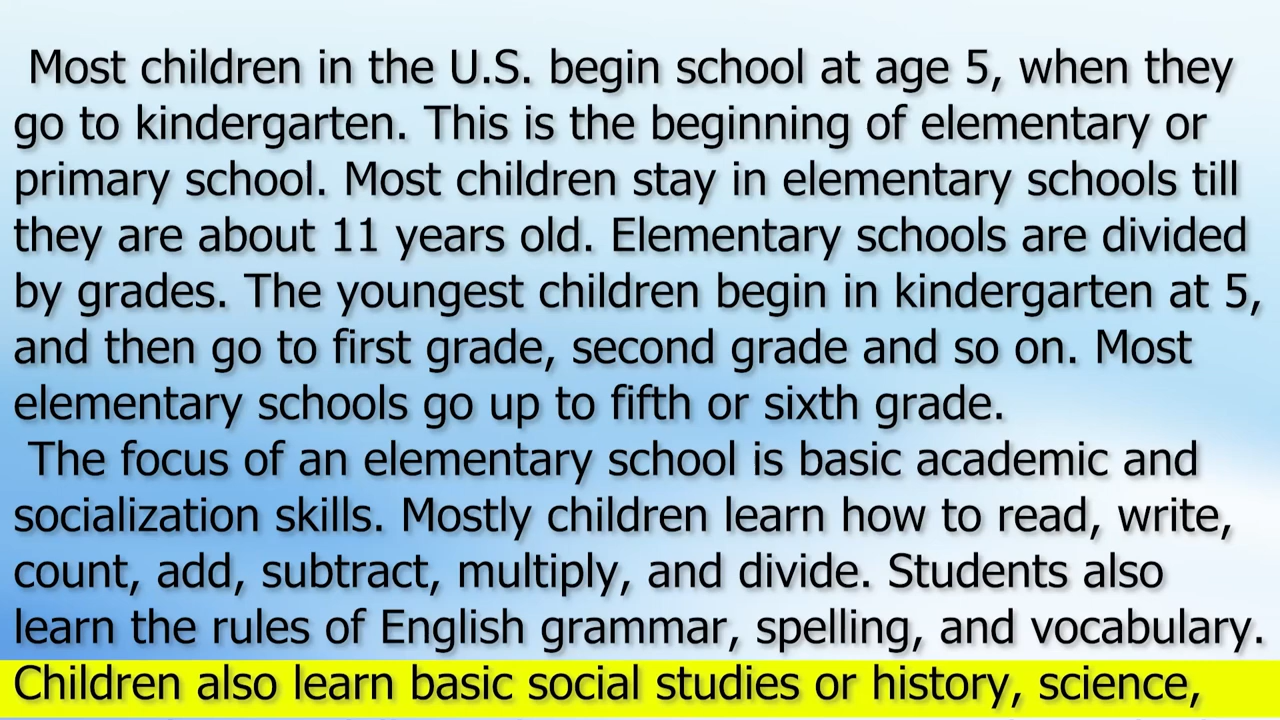 Most children in the U.S. begin school at age 5, when they
go to kindergarten. This is the beginning of elementary or
primary school. Most children stay in elementary schools till
they are about 11 years old. Elementary schools are divided
by grades. The youngest children begin in kindergarten at 5,
and then go to first grade, second grade and so on. Most
elementary schools go up to fifth or sixth grade.
The focus of an elementary school is basic academic and
socialization skills. Mostly children learn how to read, write,
count, add, subtract, multiply, and divide. Students also
learn the rules of English grammar, spelling, and vocabulary.
Children also learn basic social studies or history, science,